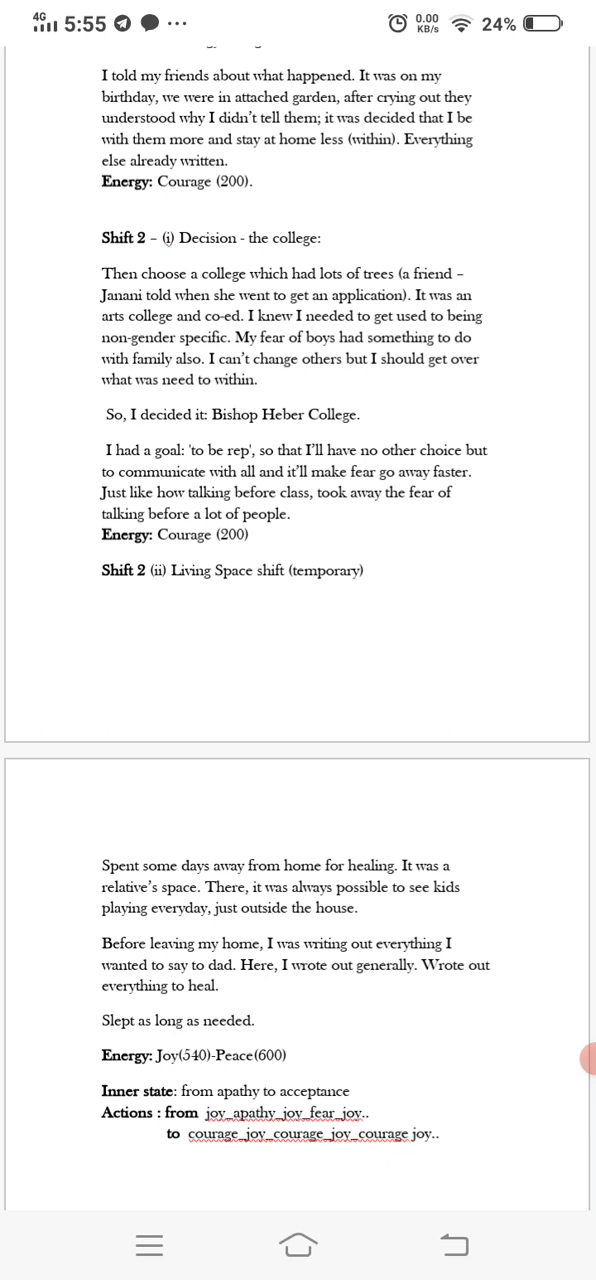 4G 5:55 ... 0.00 KB/s 24%
I told my friends about what happened. It was on my
birthday, we were in attached garden, after crying out they
understood why I didn't tell them; it was decided that I be
with them more and stay at home less (within). Everything
else already written.
Energy: Courage (200).
Shift 2 – (i) Decision - the college:
Then choose a college which had lots of trees (a friend –
Janani told when she went to get an application). It was an
arts college and co-ed. I knew I needed to get used to being
non-gender specific. My fear of boys had something to do
with family also. I can't change others but I should get over
what was need to within.
So, I decided it: Bishop Heber College.
I had a goal: 'to be rep', so that I'll have no other choice but
to communicate with all and it'll make fear go away faster.
Just like how talking before class, took away the fear of
talking before a lot of people.
Energy: Courage (200)
Shift 2 (ii) Living Space shift (temporary)
Spent some days away from home for healing. It was a
relative's space. There, it was always possible to see kids
playing everyday, just outside the house.
Before leaving my home, I was writing out everything I
wanted to say to dad. Here, I wrote out generally. Wrote out
everything to heal.
Slept as long as needed.
Energy: Joy(540)-Peace(600)
Inner state: from apathy to acceptance
Actions : from joy_apathy_joy_fear_joy..
to courage_joy_courage_joy_courage joy..